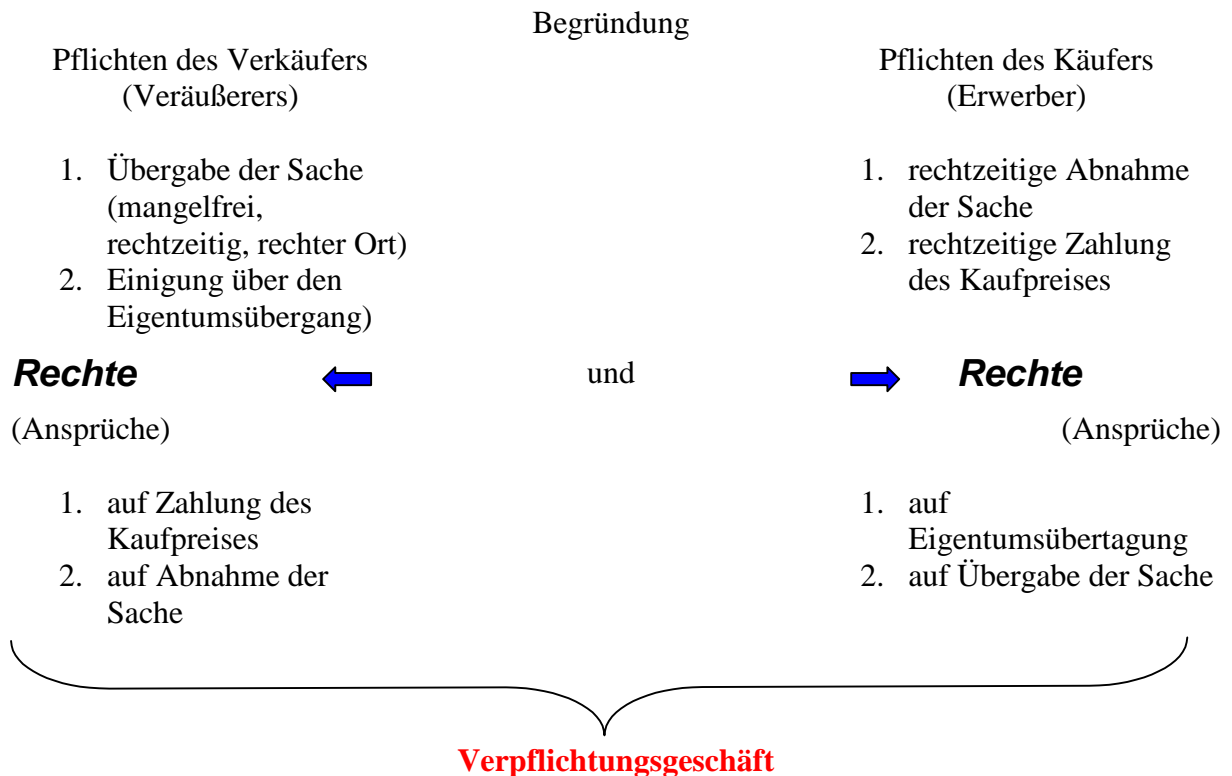 Begründung
Pflichten des Verkäufers
(Veräußerers)
1. Übergabe der Sache
(mangelfrei,
rechtzeitig, rechter Ort)
2. Einigung über den
Eigentumsübergang)
Pflichten des Käufers
(Erwerber)
1. rechtzeitige Abnahme
der Sache
2. rechtzeitige Zahlung
des Kaufpreises
Rechte und Rechte
(Ansprüche)
1. auf Zahlung des
Kaufpreises
2. auf Abnahme der
Sache
(Ansprüche)
1. auf
Eigentumsübertagung
2. auf Übergabe der Sache
Verpflichtungsgeschäft